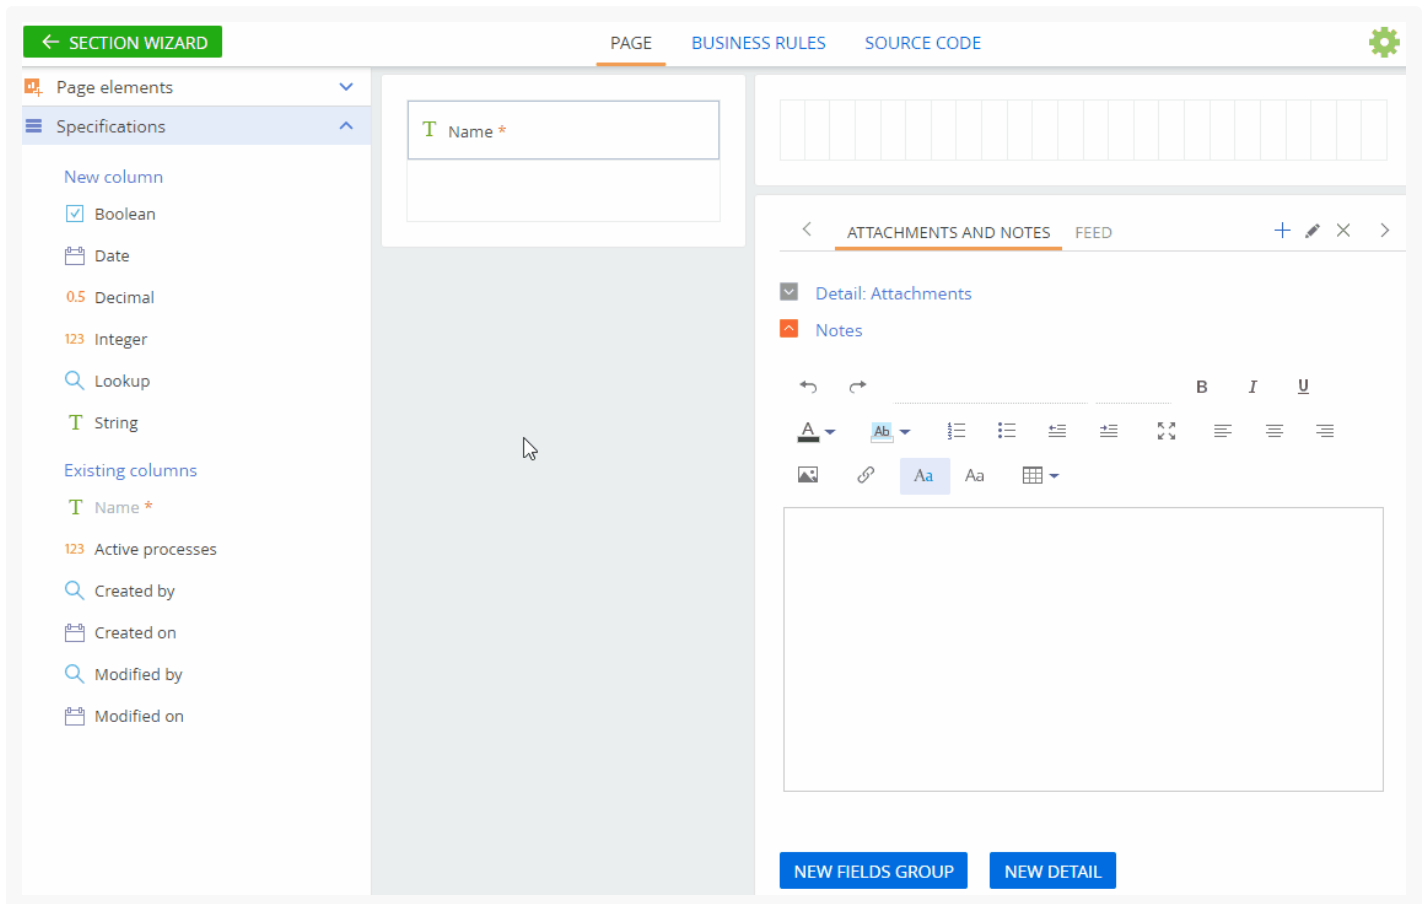 SECTION WIZARD
PAGE BUSINESS RULES SOURCE CODE
Page elements
Specifications
New column
Boolean
Date
0.5 Decimal
123 Integer
Lookup
T String
Existing columns
T Name *
123 Active processes
Created by
Created on
Modified by
Modified on
T Name *
ATTACHMENTS AND NOTES FEED
Detail: Attachments
Notes
B I U
A Ab
Aa Aa
NEW FIELDS GROUP NEW DETAIL